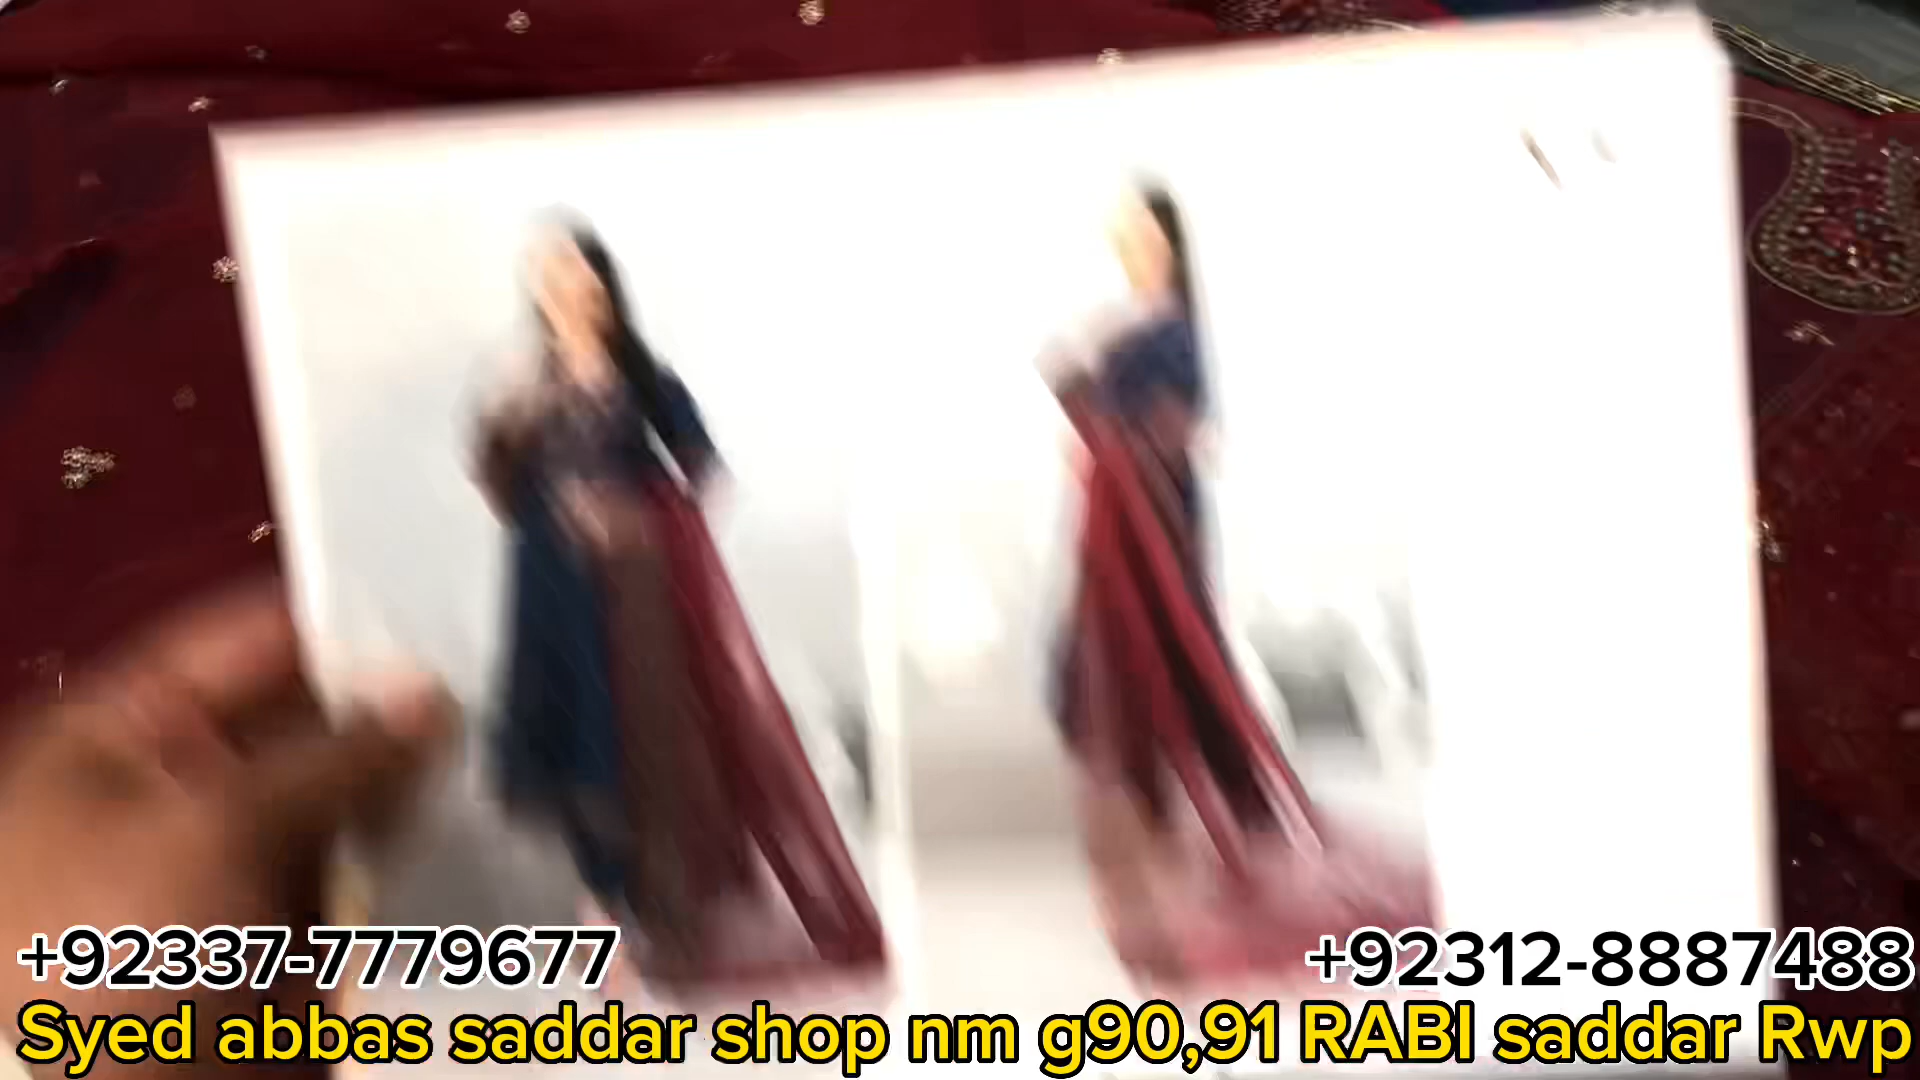 +92337-7779677
+92312-8887488
Syed abbas saddar shop nm g90,91 RABI saddar Rwp